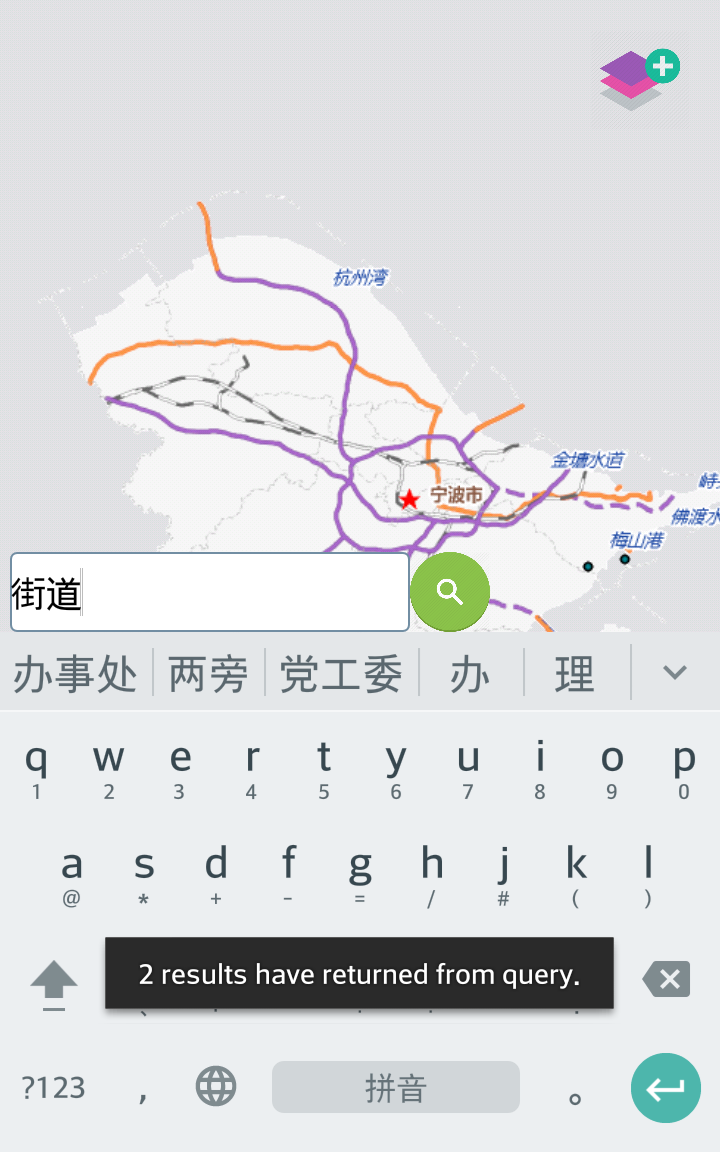 杭州湾
金塘水道
宁波市
佛渡水
梅山港
街道
办事处 两旁 党工委 办 理
q w e r t y u i o p
1 2 3 4 5 6 7 8 9 0
a s d f g h j k l
@ * + - = / # ( )
2 results have returned from query.
?123 , 拼音 。